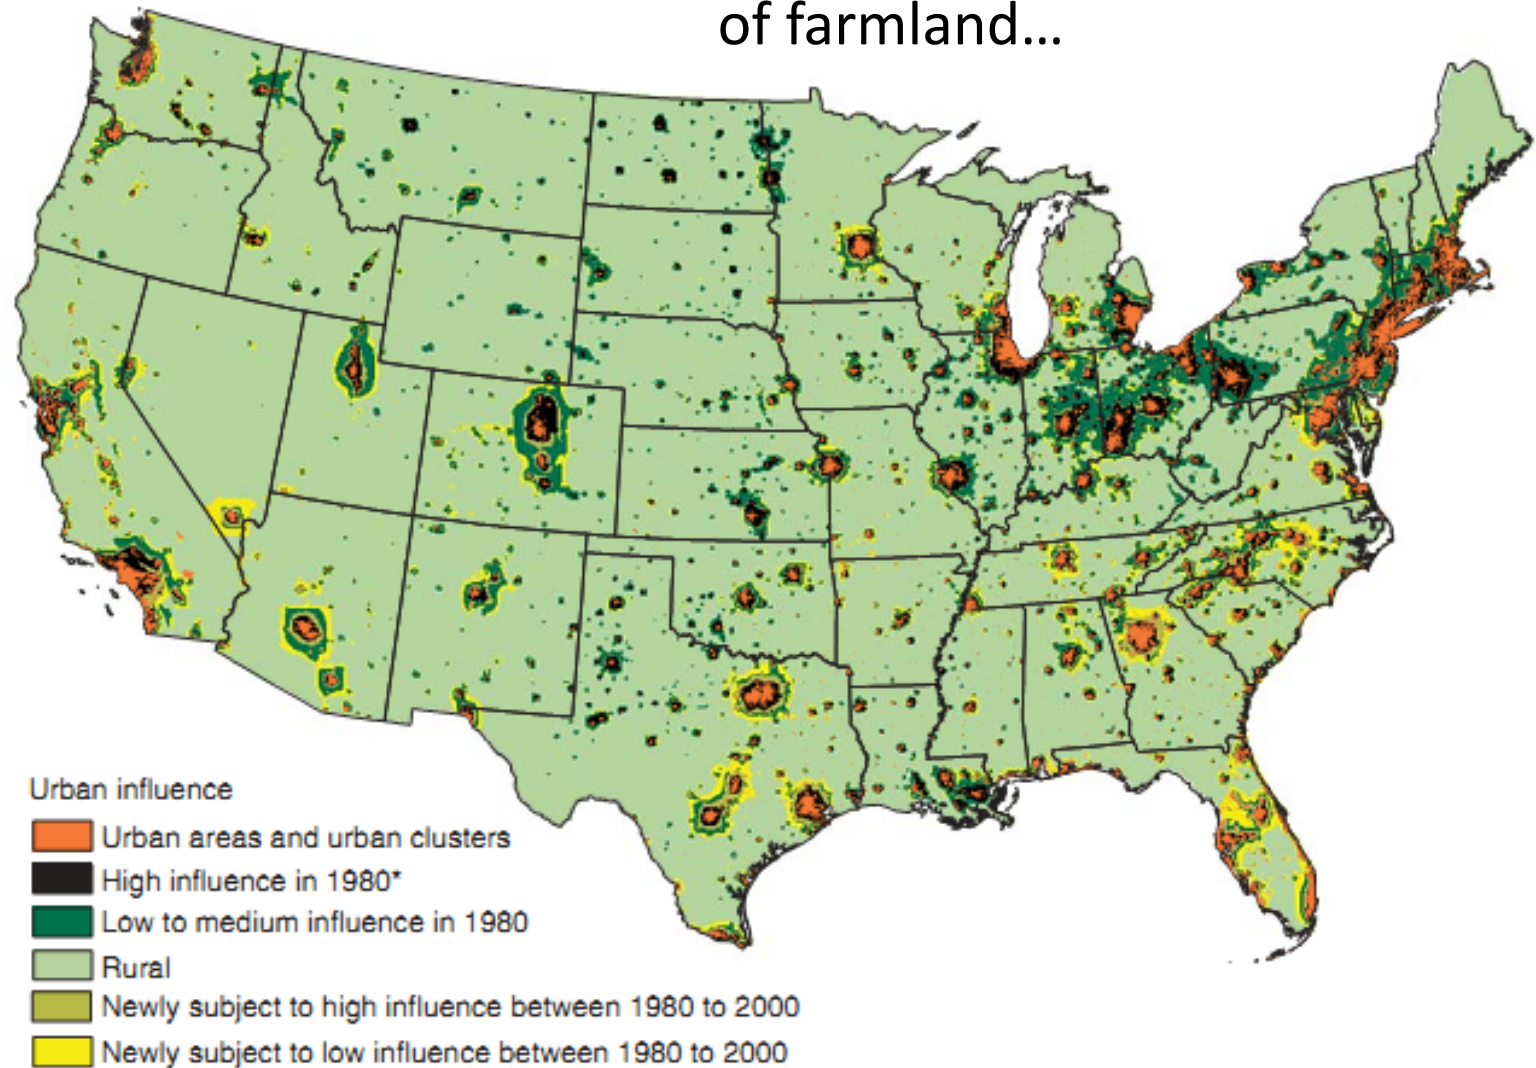 of farmland…
Urban influence
Urban areas and urban clusters
High influence in 1980*
Low to medium influence in 1980
Rural
Newly subject to high influence between 1980 to 2000
Newly subject to low influence between 1980 to 2000